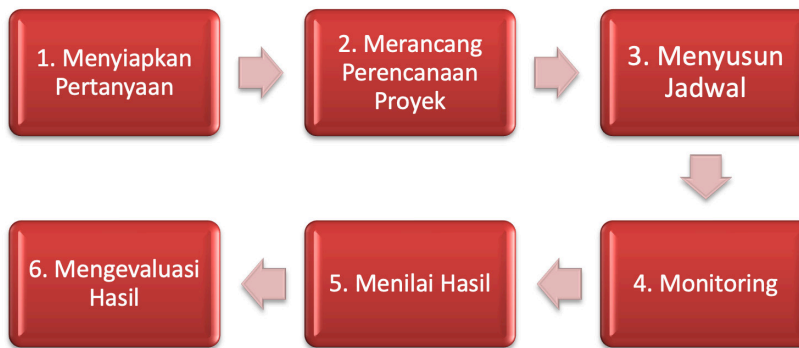 1. Menyiapkan
Pertanyaan
2. Merancang
Perencanaan
Proyek
3. Menyusun
Jadwal
4. Monitoring
5. Menilai Hasil
6. Mengevaluasi
Hasil